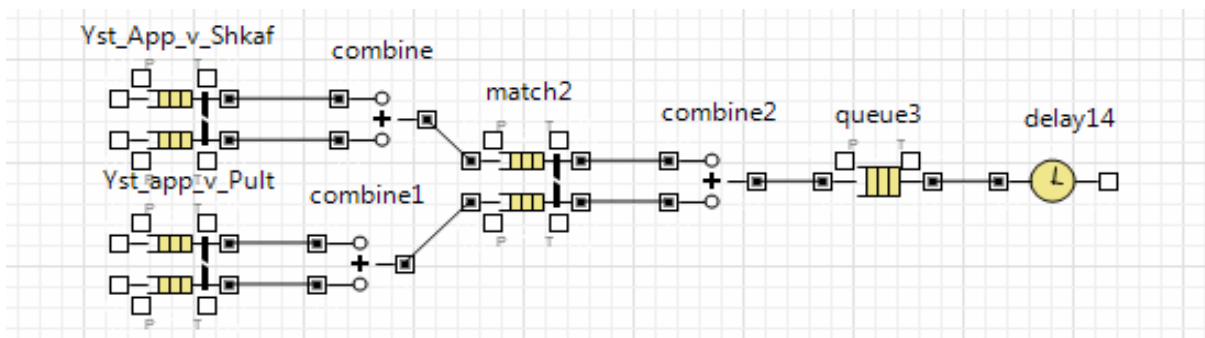 Yst_App_v_Shkaf
combine
P T
match2
P T
combine2
queue3
P T
delay14
P T
Yst_app_v_Pult
combine1
P T
P T
P T